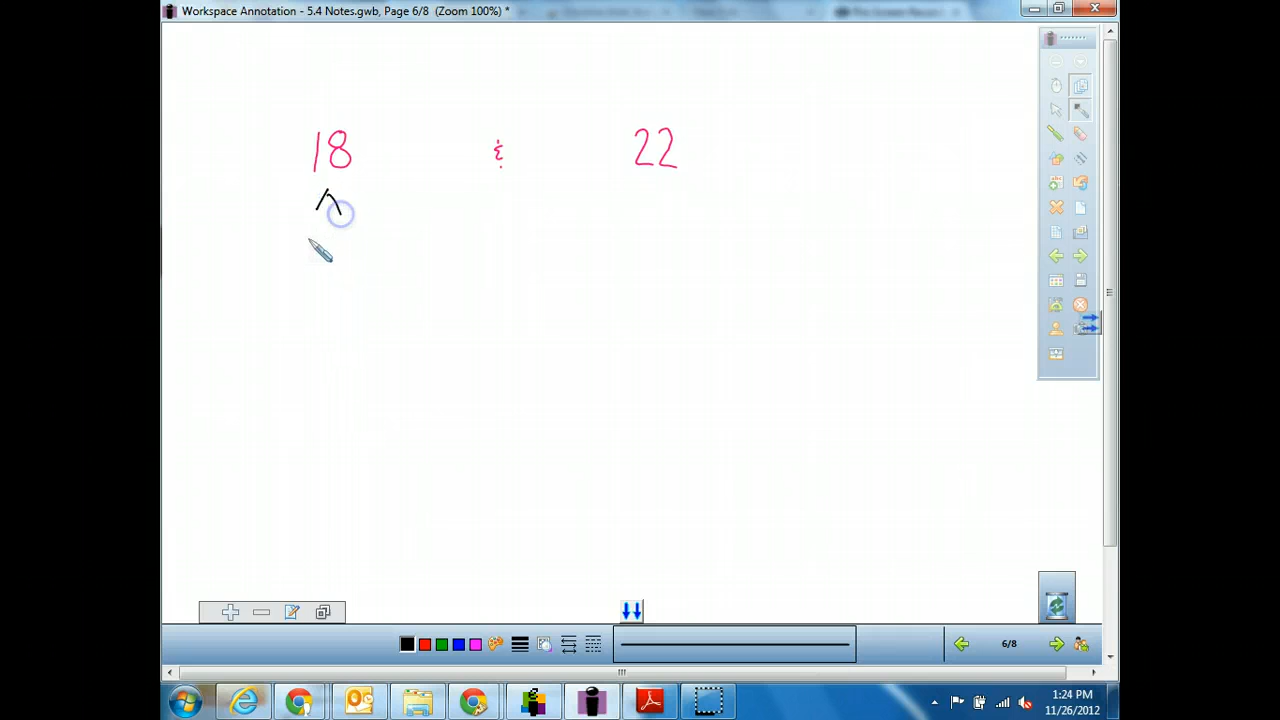 Workspace Annotation - 5.4 Notes.gwb, Page 6/8 (Zoom 100%) *
18 & 22
6/8
1:24 PM
11/26/2012